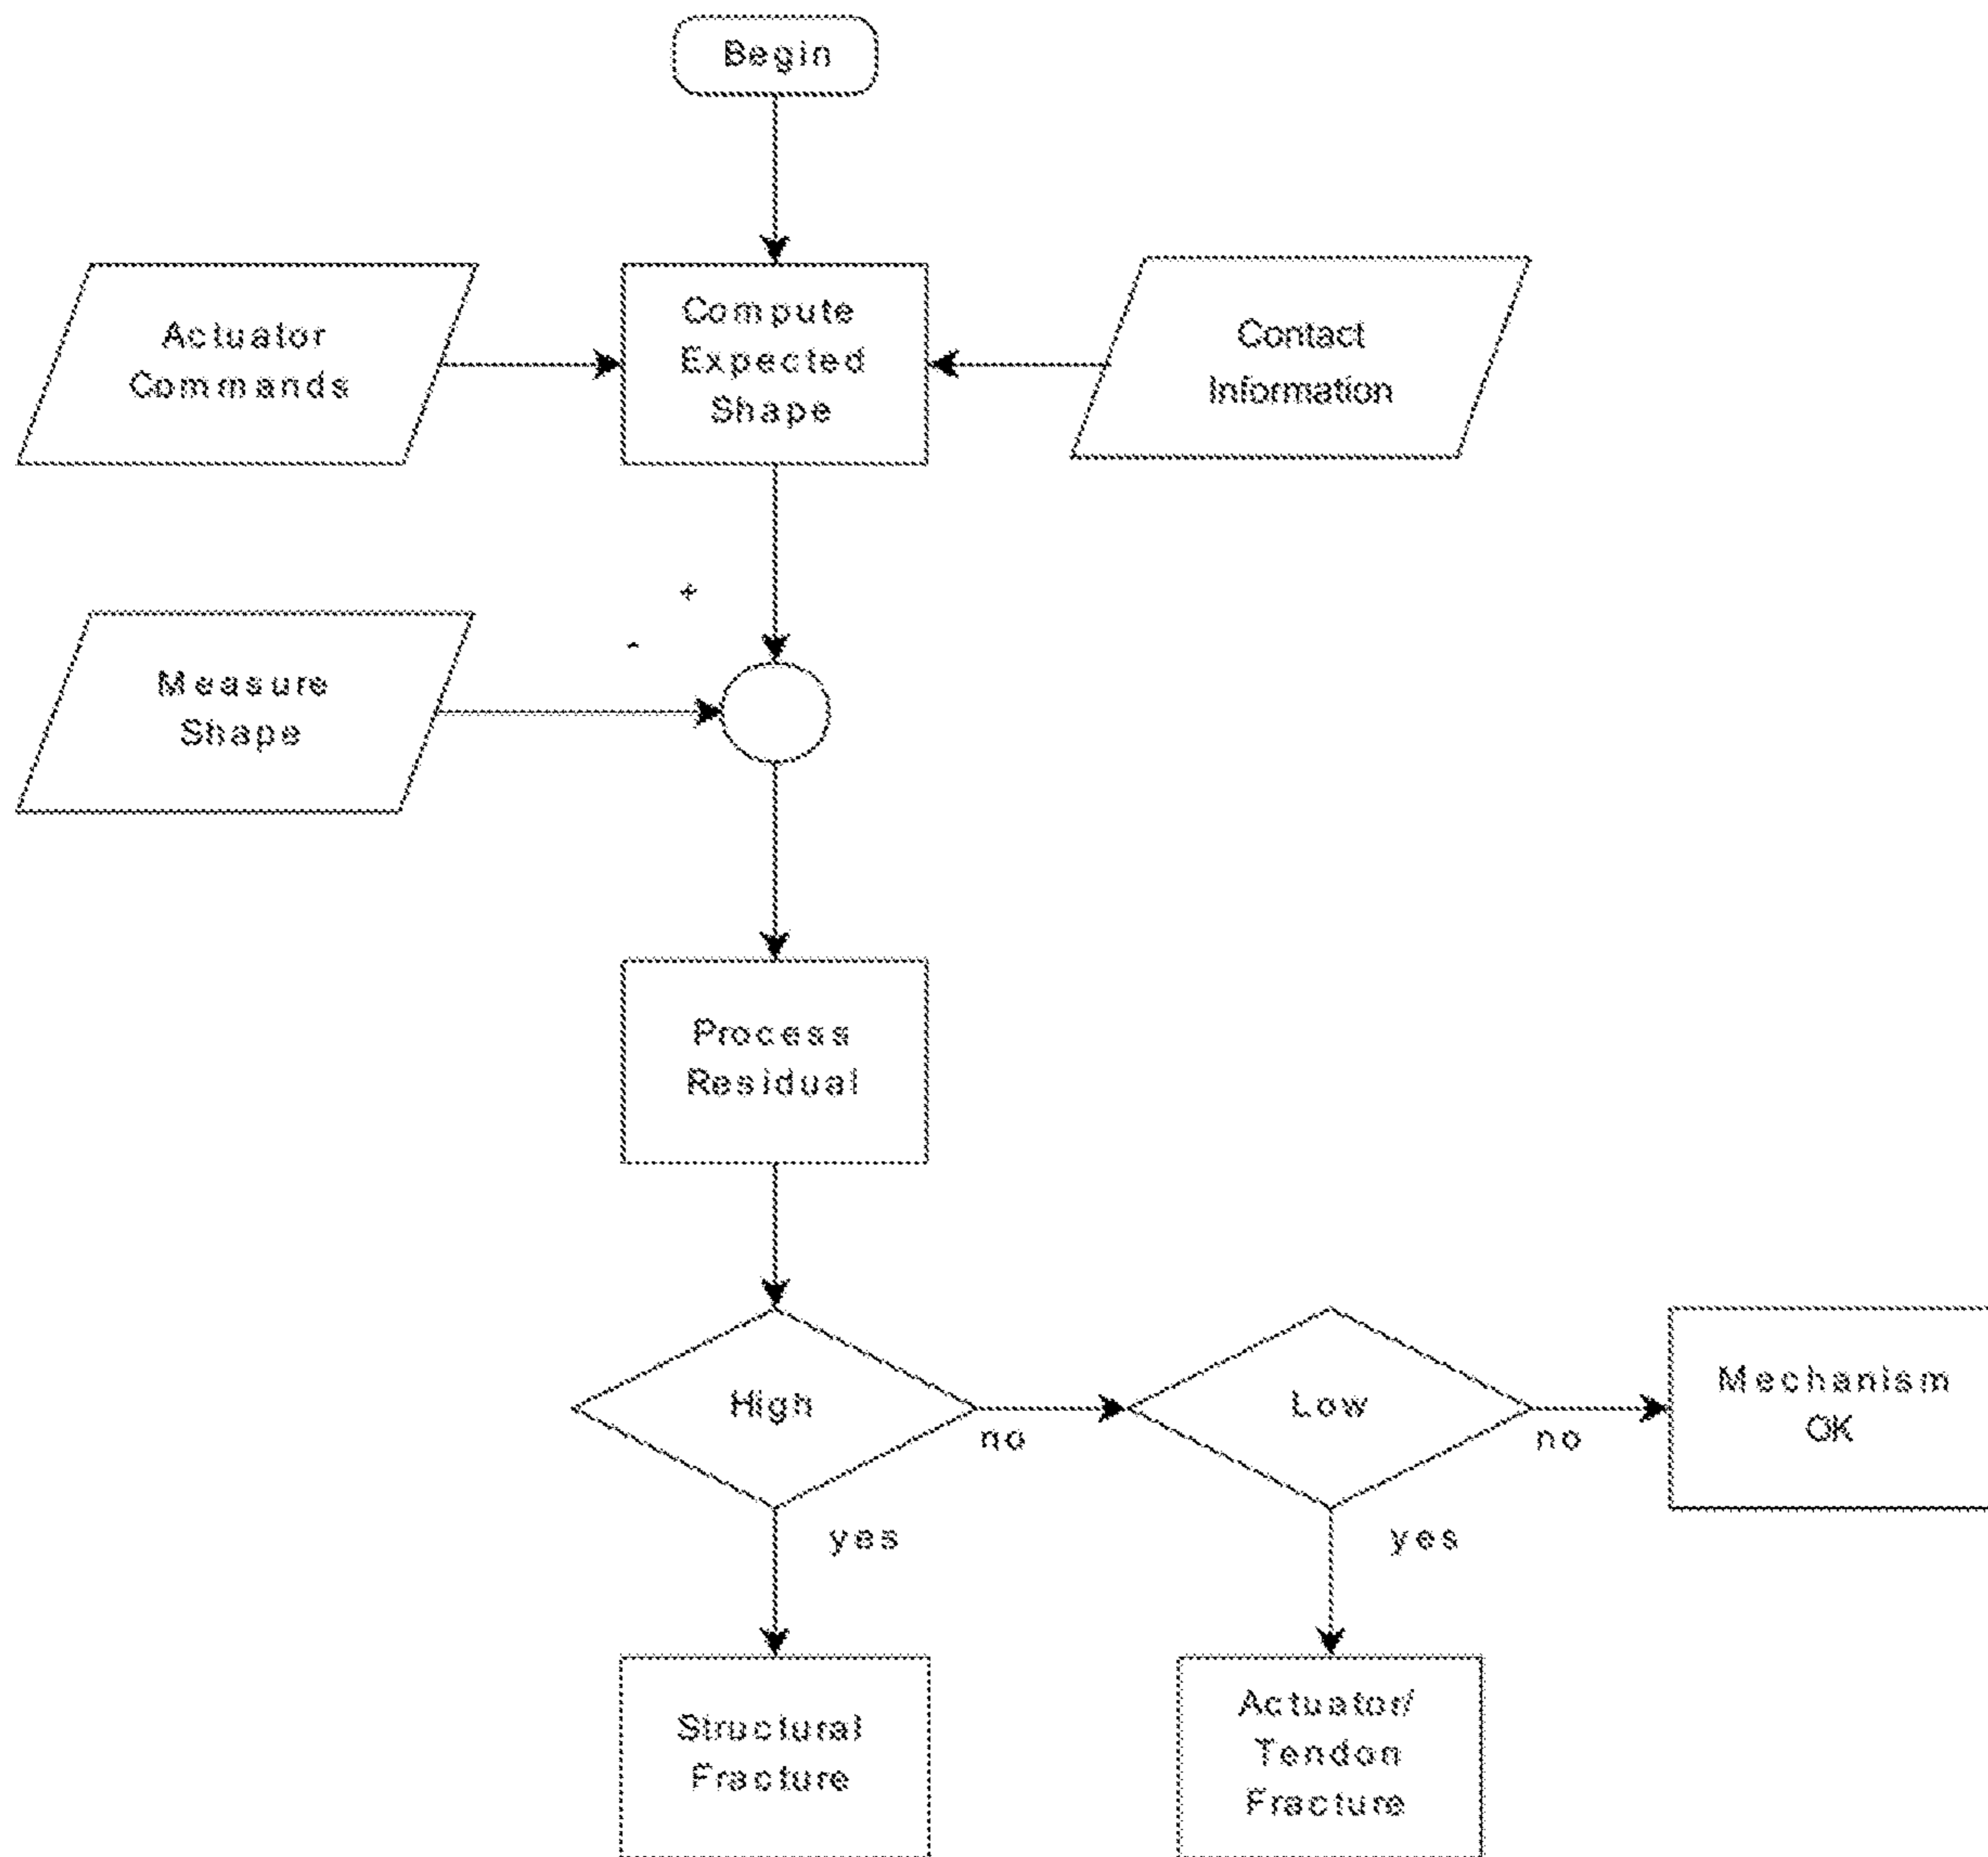 Begin
Actuator
Commands
Compute
Expected
Shape
Contact
Information
+
-
Measure
Shape
Process
Residual
High
no
Low
no
Mechanism
OK
yes
yes
Structural
Fracture
Actuator/
Tendon
Fracture